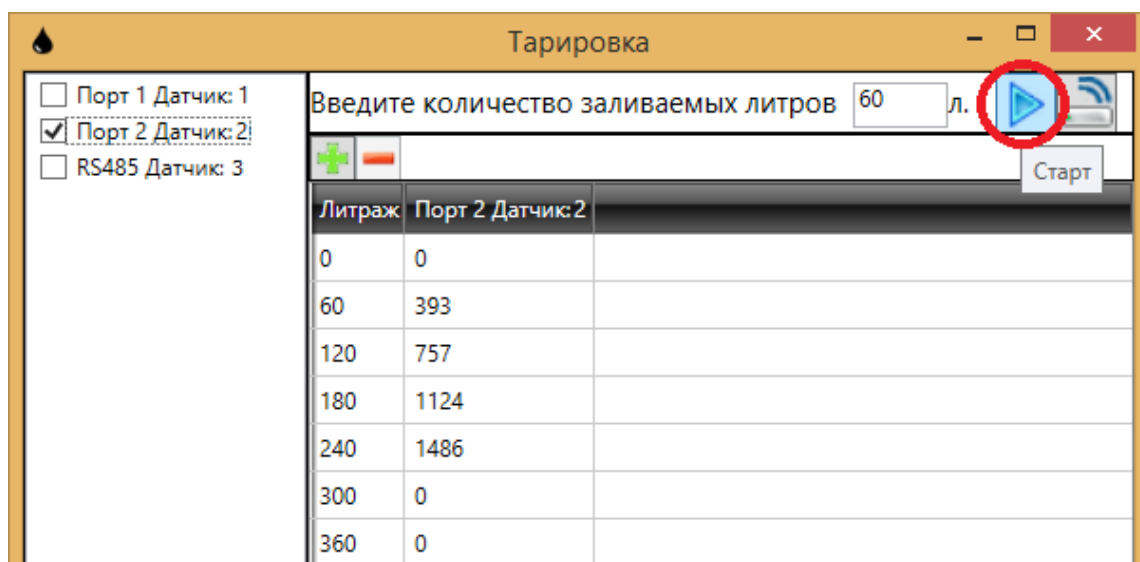 Тарировка
Порт 1 Датчик: 1
Порт 2 Датчик: 2
RS485 Датчик: 3
Введите количество заливаемых литров 60 л.
Старт
Литраж Порт 2 Датчик: 2
0 0
60 393
120 757
180 1124
240 1486
300 0
360 0